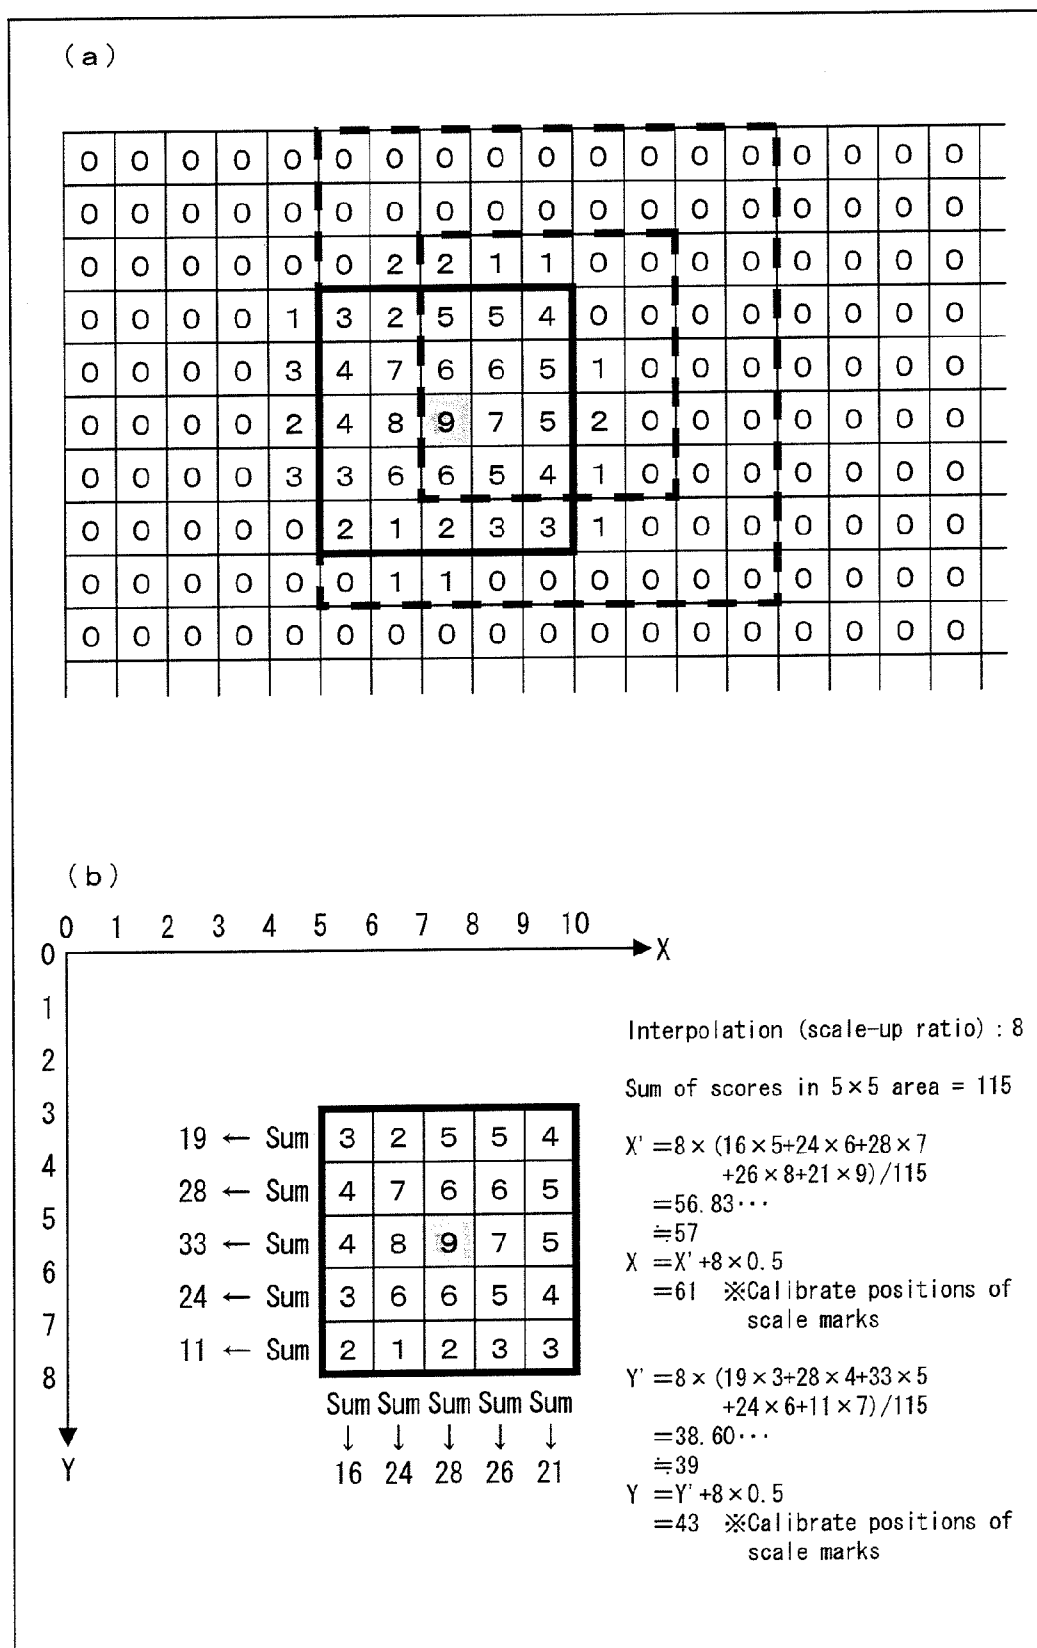 (a)
0 0 0 0 0 0 0 0 0 0 0 0 0 0 0 0 0 0
0 0 0 0 0 0 0 0 0 0 0 0 0 0 0 0 0 0
0 0 0 0 0 0 2 2 1 1 0 0 0 0 0 0 0 0
0 0 0 0 1 3 2 5 5 4 0 0 0 0 0 0 0 0
0 0 0 0 3 4 7 6 6 5 1 0 0 0 0 0 0 0
0 0 0 0 2 4 8 9 7 5 2 0 0 0 0 0 0 0
0 0 0 0 3 3 6 6 5 4 1 0 0 0 0 0 0 0
0 0 0 0 0 2 1 2 3 3 1 0 0 0 0 0 0 0
0 0 0 0 0 0 1 1 0 0 0 0 0 0 0 0 0 0
0 0 0 0 0 0 0 0 0 0 0 0 0 0 0 0 0 0
(b)
0 1 2 3 4 5 6 7 8 9 10
X
0
1
2
3
4
5
6
7
8
Y
19 ← Sum 3 2 5 5 4
28 ← Sum 4 7 6 6 5
33 ← Sum 4 8 9 7 5
24 ← Sum 3 6 6 5 4
11 ← Sum 2 1 2 3 3
Sum Sum Sum Sum Sum
↓ ↓ ↓ ↓ ↓
16 24 28 26 21
Interpolation (scale-up ratio) : 8
Sum of scores in 5×5 area = 115
X' =8× (16×5+24×6+28×7
+26×8+21×9)/115
=56.83···
≒57
X =X'+8×0.5
=61 ※Calibrate positions of
scale marks
Y' =8× (19×3+28×4+33×5
+24×6+11×7)/115
=38.60···
≒39
Y =Y'+8×0.5
=43 ※Calibrate positions of
scale marks